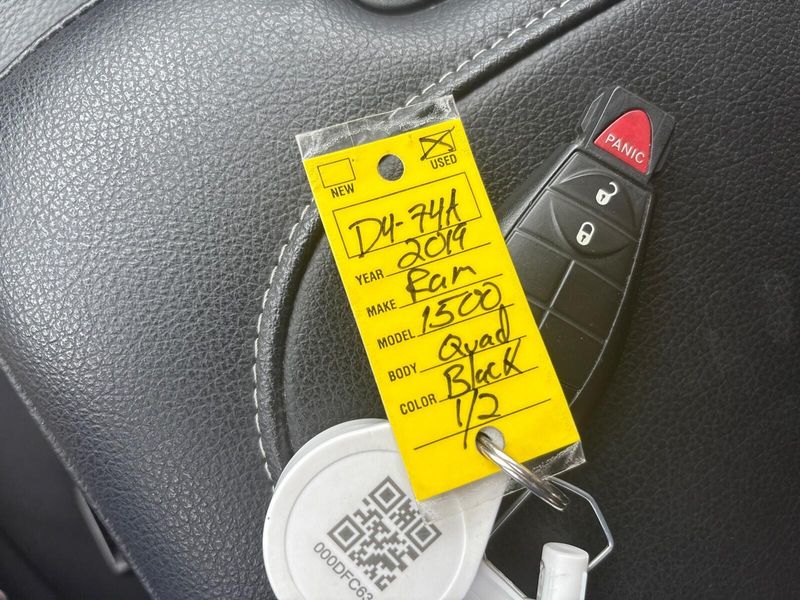 NEW
USED
D4-74A
YEAR 2019
MAKE Ram
MODEL 1500
BODY Quad
COLOR Black
1/2
PANIC
000DFC63